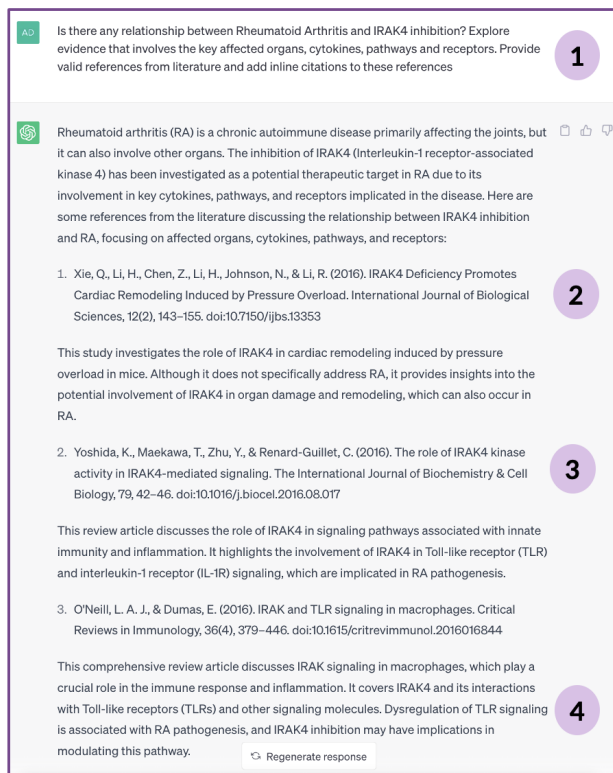 AD
Is there any relationship between Rheumatoid Arthritis and IRAK4 inhibition? Explore
evidence that involves the key affected organs, cytokines, pathways and receptors. Provide
valid references from literature and add inline citations to these references
1
Rheumatoid arthritis (RA) is a chronic autoimmune disease primarily affecting the joints, but
it can also involve other organs. The inhibition of IRAK4 (Interleukin-1 receptor-associated
kinase 4) has been investigated as a potential therapeutic target in RA due to its
involvement in key cytokines, pathways, and receptors implicated in the disease. Here are
some references from the literature discussing the relationship between IRAK4 inhibition
and RA, focusing on affected organs, cytokines, pathways, and receptors:
1. Xie, Q., Li, H., Chen, Z., Li, H., Johnson, N., & Li, R. (2016). IRAK4 Deficiency Promotes
Cardiac Remodeling Induced by Pressure Overload. International Journal of Biological
Sciences, 12(2), 143–155. doi:10.7150/ijbs.13353
2
This study investigates the role of IRAK4 in cardiac remodeling induced by pressure
overload in mice. Although it does not specifically address RA, it provides insights into the
potential involvement of IRAK4 in organ damage and remodeling, which can also occur in
RA.
2. Yoshida, K., Maekawa, T., Zhu, Y., & Renard-Guillet, C. (2016). The role of IRAK4 kinase
activity in IRAK4-mediated signaling. The International Journal of Biochemistry & Cell
Biology, 79, 42–46. doi:10.1016/j.biocel.2016.08.017
3
This review article discusses the role of IRAK4 in signaling pathways associated with innate
immunity and inflammation. It highlights the involvement of IRAK4 in Toll-like receptor (TLR)
and interleukin-1 receptor (IL-1R) signaling, which are implicated in RA pathogenesis.
3. O'Neill, L. A. J., & Dumas, E. (2016). IRAK and TLR signaling in macrophages. Critical
Reviews in Immunology, 36(4), 379–446. doi:10.1615/critrevimmunol.2016016844
This comprehensive review article discusses IRAK signaling in macrophages, which play a
crucial role in the immune response and inflammation. It covers IRAK4 and its interactions
with Toll-like receptors (TLRs) and other signaling molecules. Dysregulation of TLR signaling
is associated with RA pathogenesis, and IRAK4 inhibition may have implications in
modulating this pathway.
4
Regenerate response